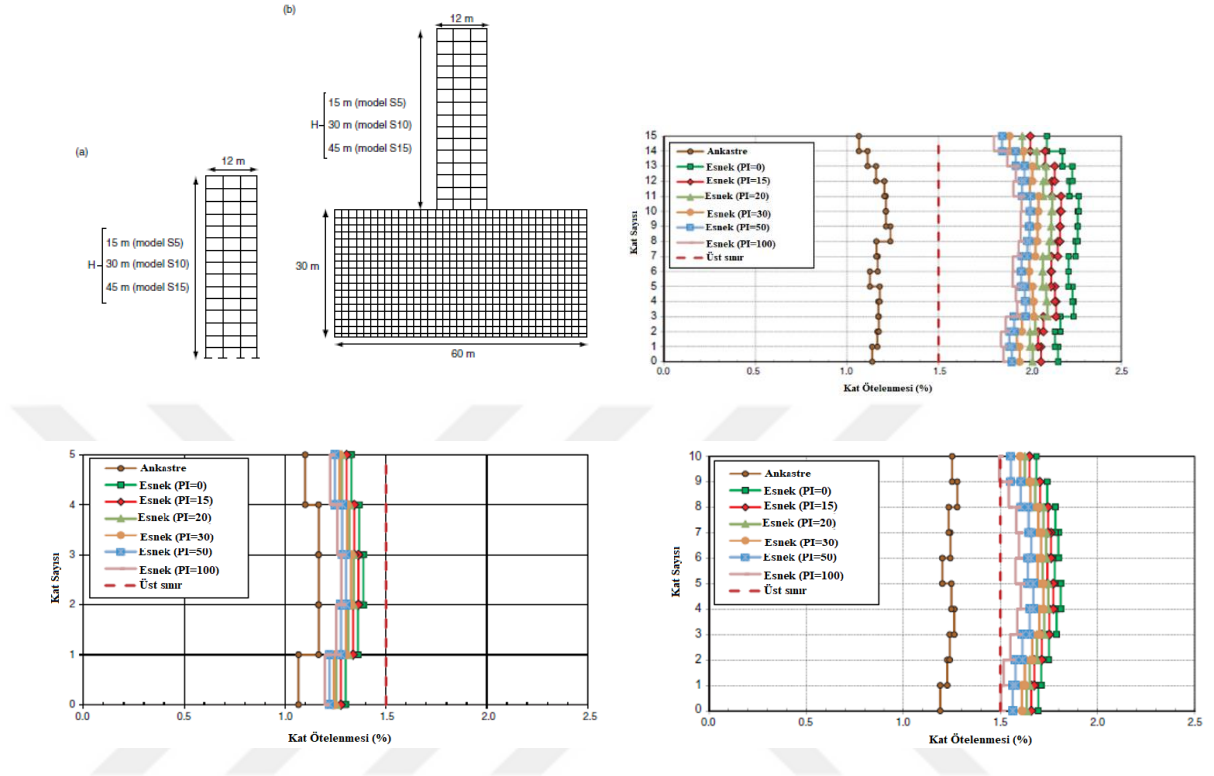 (a)
12 m
15 m (model S5)
H
30 m (model S10)
45 m (model S15)
(b)
12 m
15 m (model S5)
H
30 m (model S10)
45 m (model S15)
30 m
60 m
Kat Sayısı
15
14
13
12
11
10
9
8
7
6
5
4
3
2
1
0
Ankastre
Esnek (PI=0)
Esnek (PI=15)
Esnek (PI=20)
Esnek (PI=30)
Esnek (PI=50)
Esnek (PI=100)
Üst sınır
0.0 0.5 1.0 1.5 2.0 2.5
Kat Ötelenmesi (%)
Kat Sayısı
5
4
3
2
1
0
Ankastre
Esnek (PI=0)
Esnek (PI=15)
Esnek (PI=20)
Esnek (PI=30)
Esnek (PI=50)
Esnek (PI=100)
Üst sınır
0.0 0.5 1.0 1.5 2.0 2.5
Kat Ötelenmesi (%)
Kat Sayısı
10
9
8
7
6
5
4
3
2
1
0
Ankastre
Esnek (PI=0)
Esnek (PI=15)
Esnek (PI=20)
Esnek (PI=30)
Esnek (PI=50)
Esnek (PI=100)
Üst sınır
0.0 0.5 1.0 1.5 2.0 2.5
Kat Ötelenmesi (%)